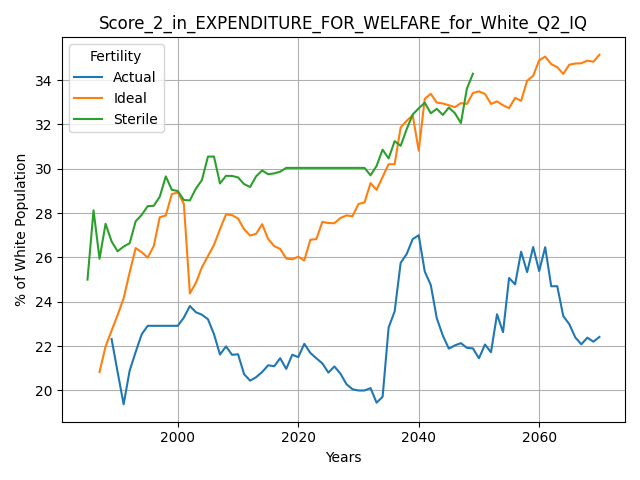 Score_2_in_EXPENDITURE_FOR_WELFARE_for_White_Q2_IQ
Fertility
Actual
Ideal
Sterile
% of White Population
34
32
30
28
26
24
22
20
2000
2020
2040
2060
Years